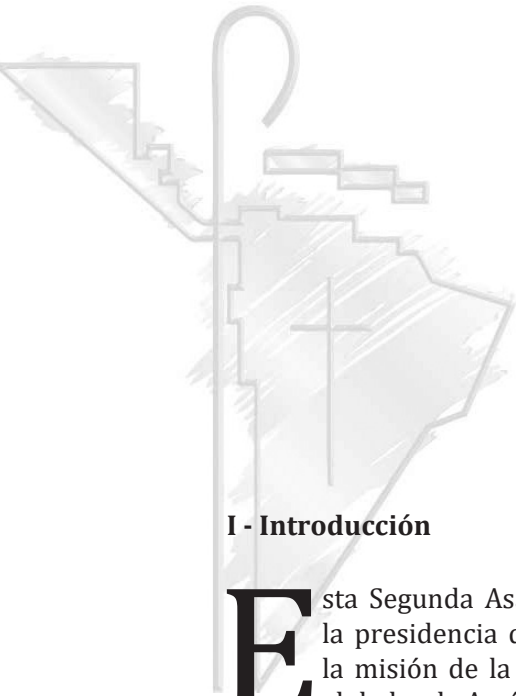 I - Introducción
Esta Segunda As
la presidencia
la misión de la